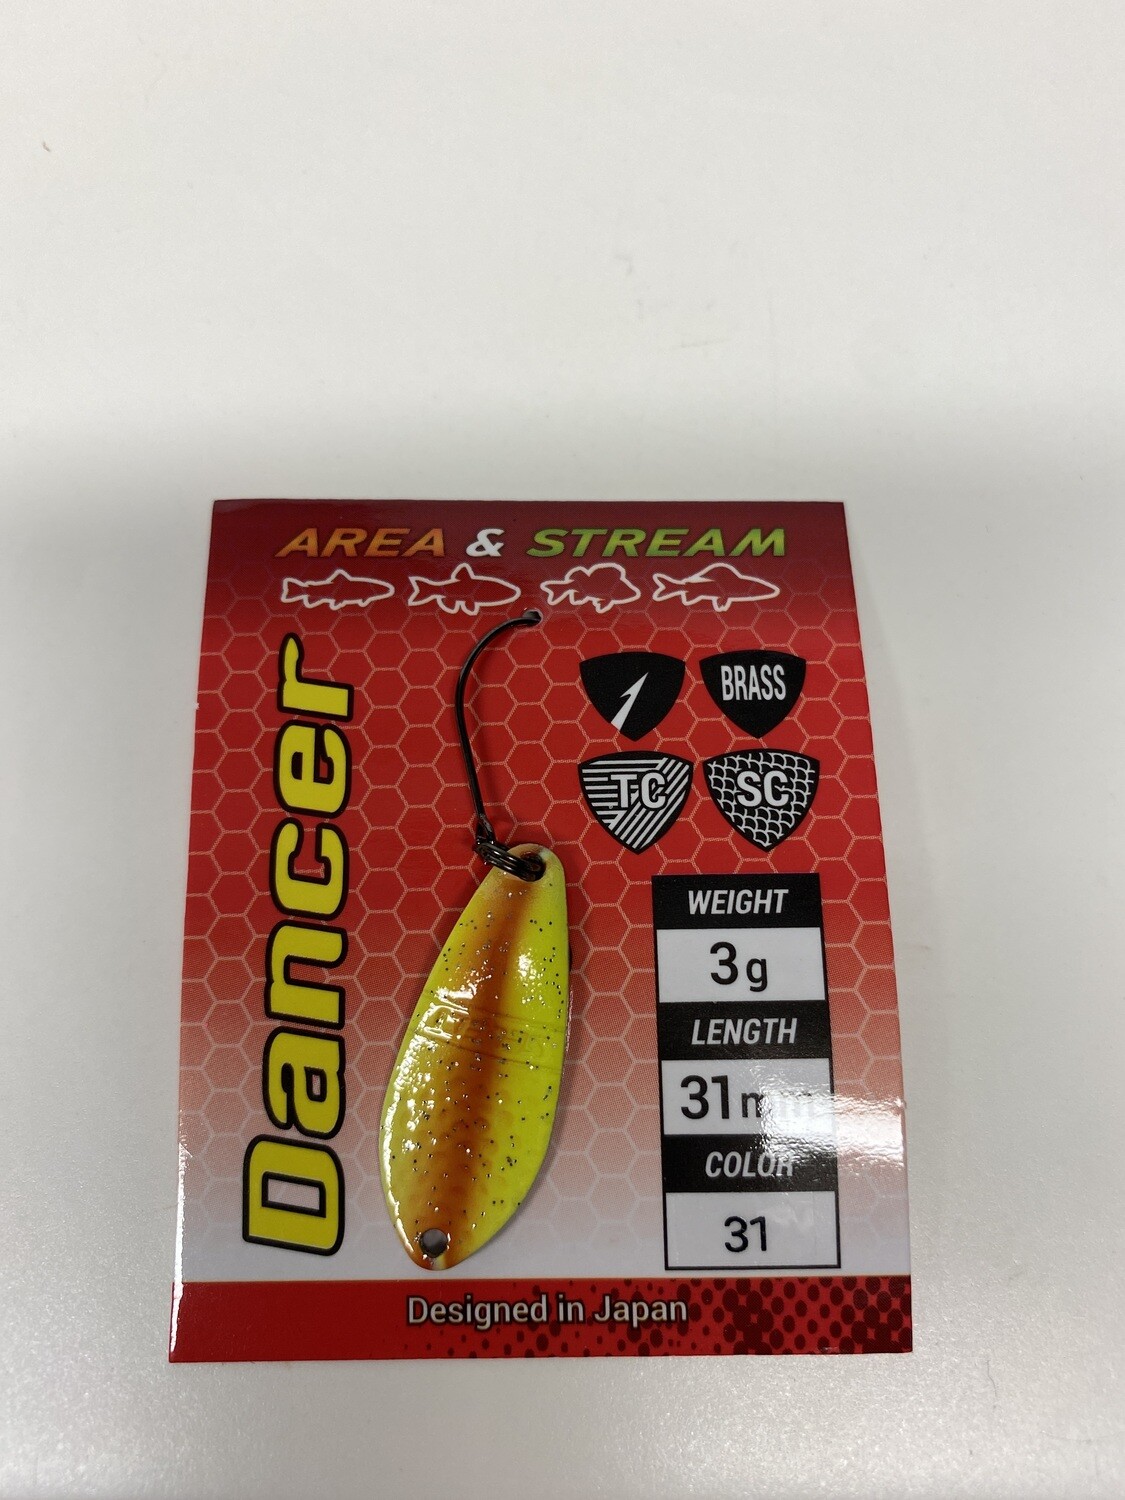 AREA & STREAM
Dancer
BRASS
TC
SC
WEIGHT
3g
LENGTH
31mm
COLOR
31
Designed in Japan